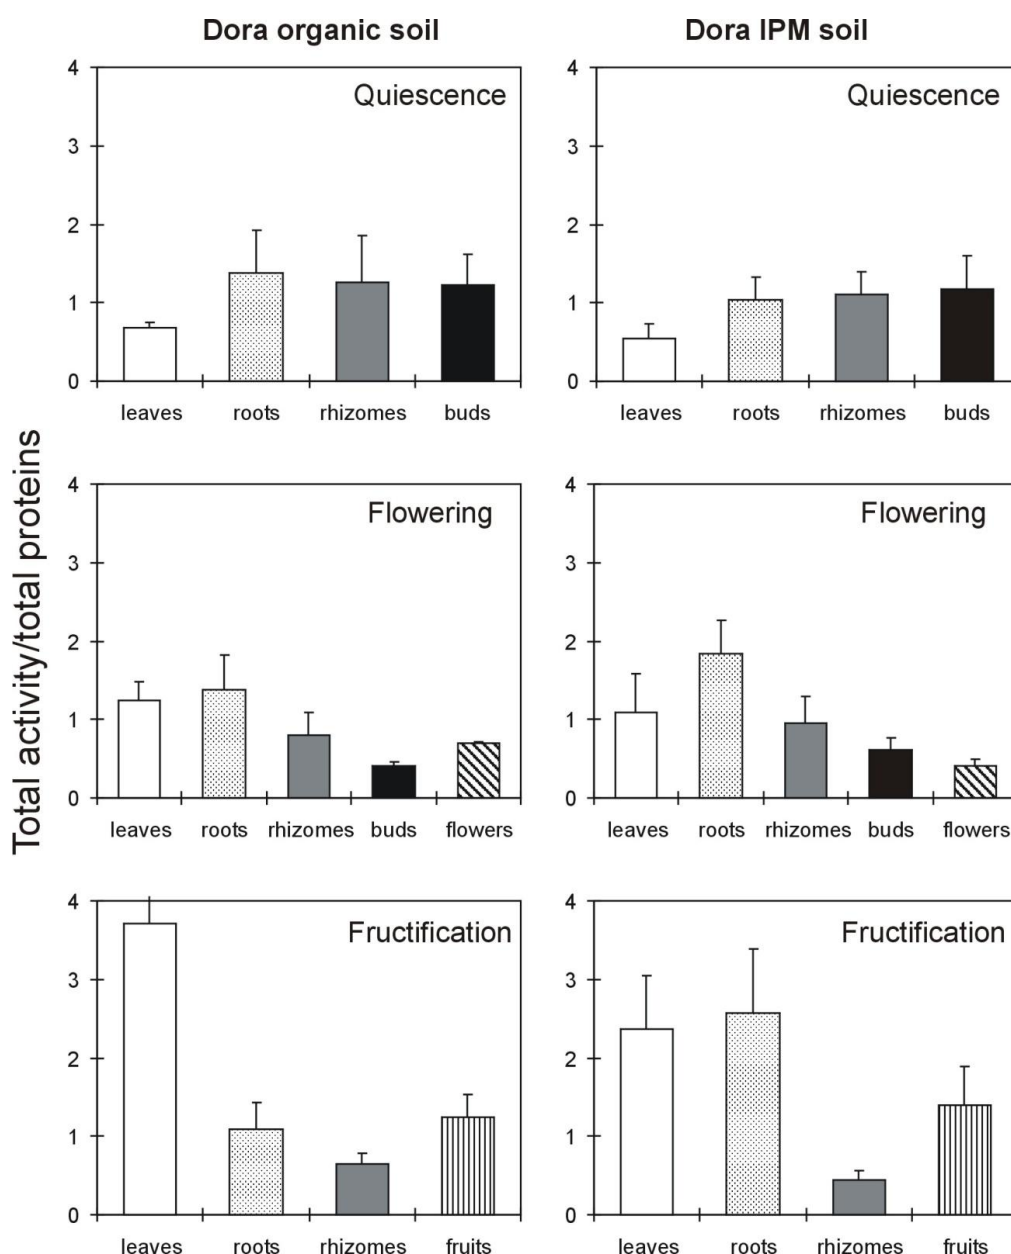 Dora organic soil
Dora IPM soil
Total activity/total proteins
4
Quiescence
3
2
1
0
leaves roots rhizomes buds
4
Quiescence
3
2
1
0
leaves roots rhizomes buds
4
Flowering
3
2
1
0
leaves roots rhizomes buds flowers
4
Flowering
3
2
1
0
leaves roots rhizomes buds flowers
4
Fructification
3
2
1
0
leaves roots rhizomes fruits
4
Fructification
3
2
1
0
leaves roots rhizomes fruits